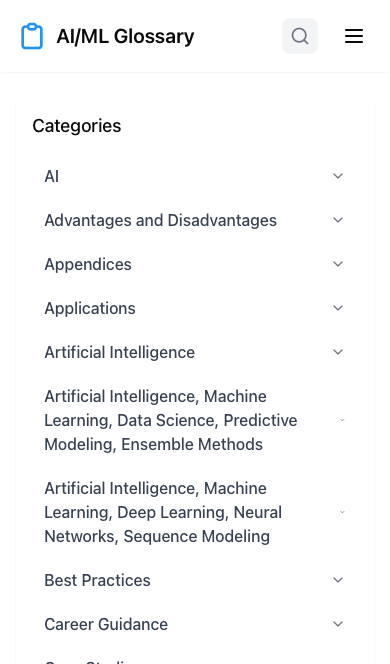 AI/ML Glossary
Categories
AI
Advantages and Disadvantages
Appendices
Applications
Artificial Intelligence
Artificial Intelligence, Machine
Learning, Data Science, Predictive
Modeling, Ensemble Methods
Artificial Intelligence, Machine
Learning, Deep Learning, Neural
Networks, Sequence Modeling
Best Practices
Career Guidance